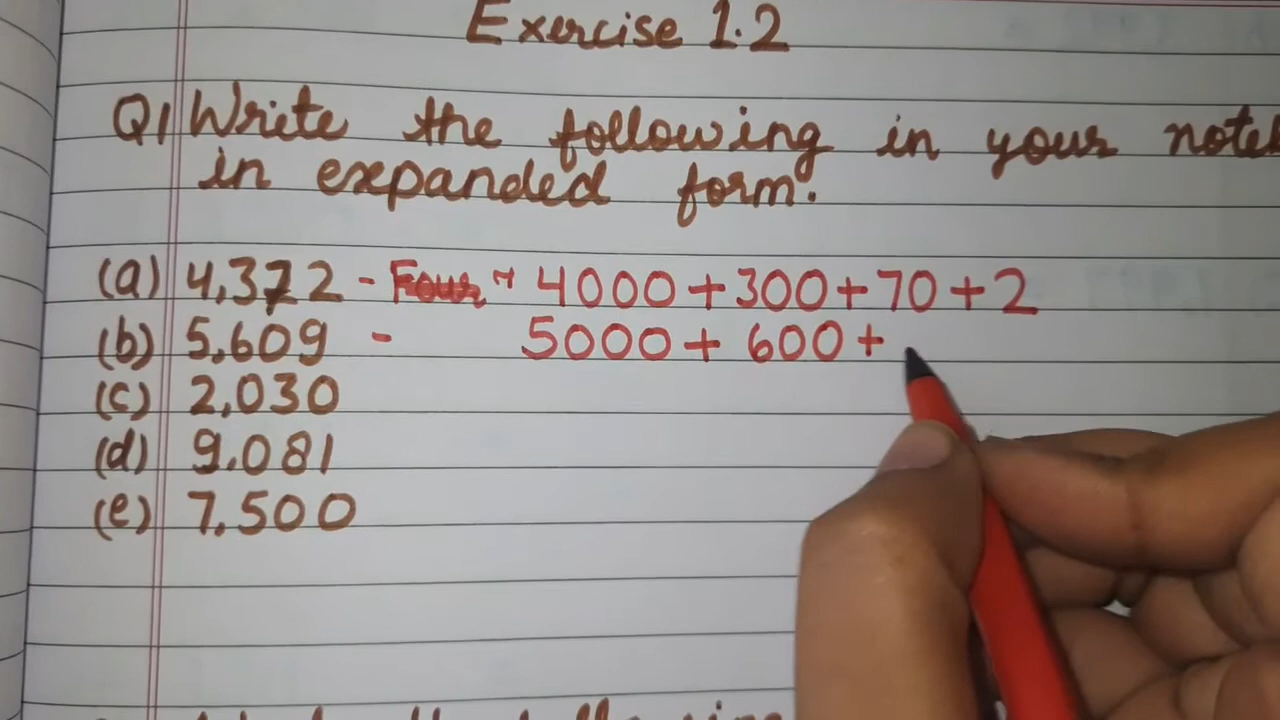 Exercise 1.2
Q1 Write the following in your
in expanded form.
(a) 4,372 - Four - 4000+300+70+2
(b) 5,609 - 5000+ 600+
(c) 2,030
(d) 9,081
(e) 7,500